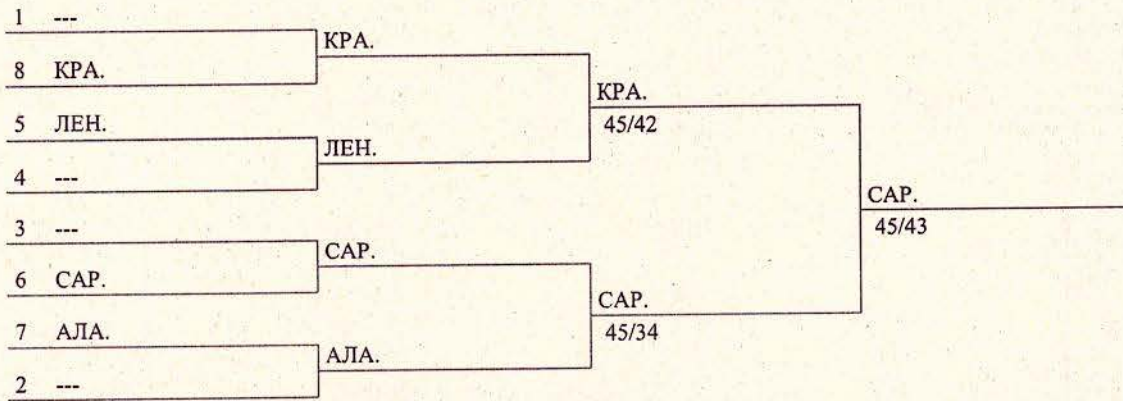 1 ---
8 КРА.
5 ЛЕН.
4 ---
3 ---
6 САР.
7 АЛА.
2 ---
КРА.
ЛЕН.
САР.
АЛА.
КРА.
45/42
САР.
45/34
САР.
45/43